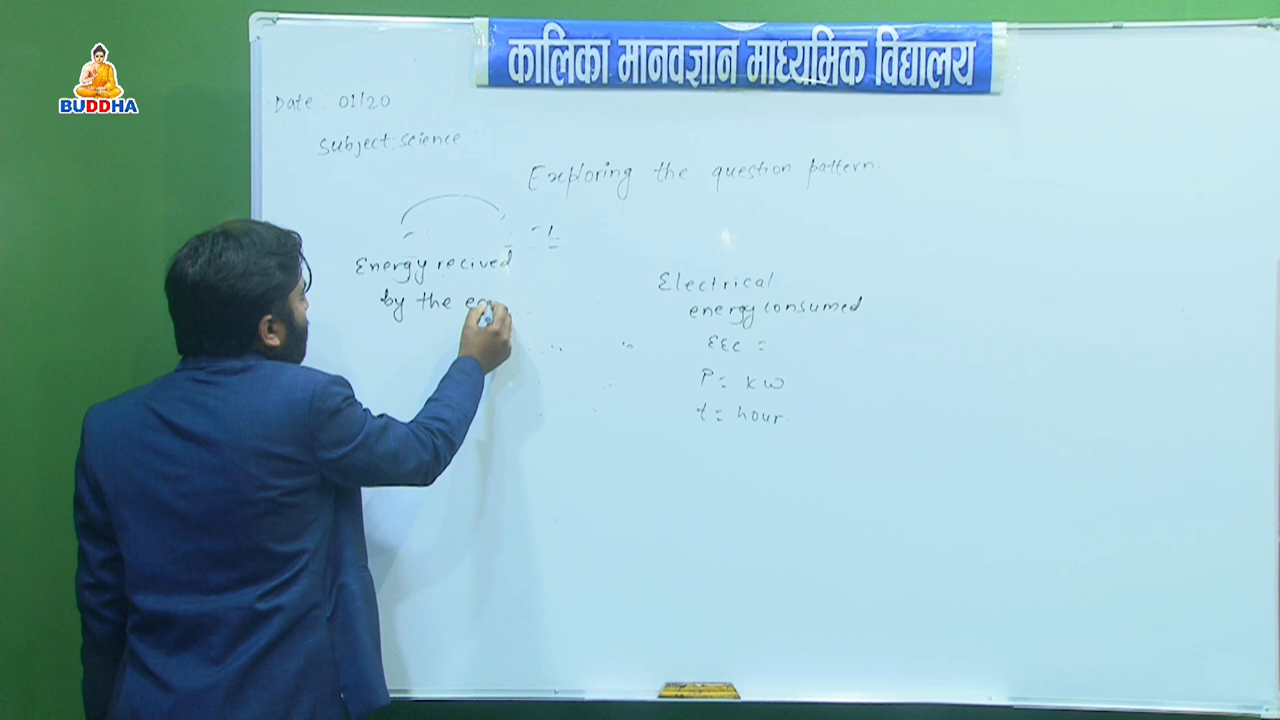 BUDDHA
कालिका मानवज्ञान माध्यमिक विद्यालय
Date : 01/20
Subject: science
Exploring the question pattern.
Energy recived
by the ea
Electrical
energy consumed
EEC =
P = kw
t = hour.